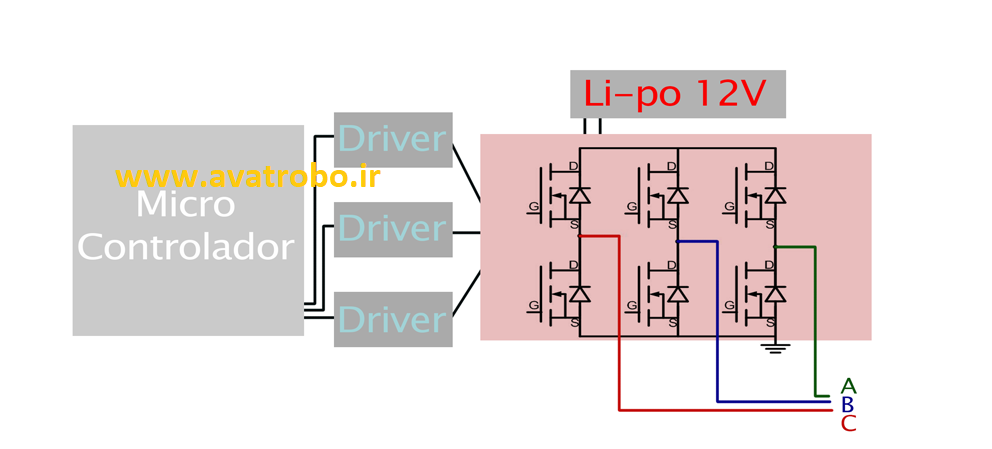 Li-po 12V
Driver
www.avatrobo.ir
Micro
Controlador
Driver
Driver
D
D
D
G
G
G
S
S
S
D
D
D
G
G
G
S
S
S
A
B
C